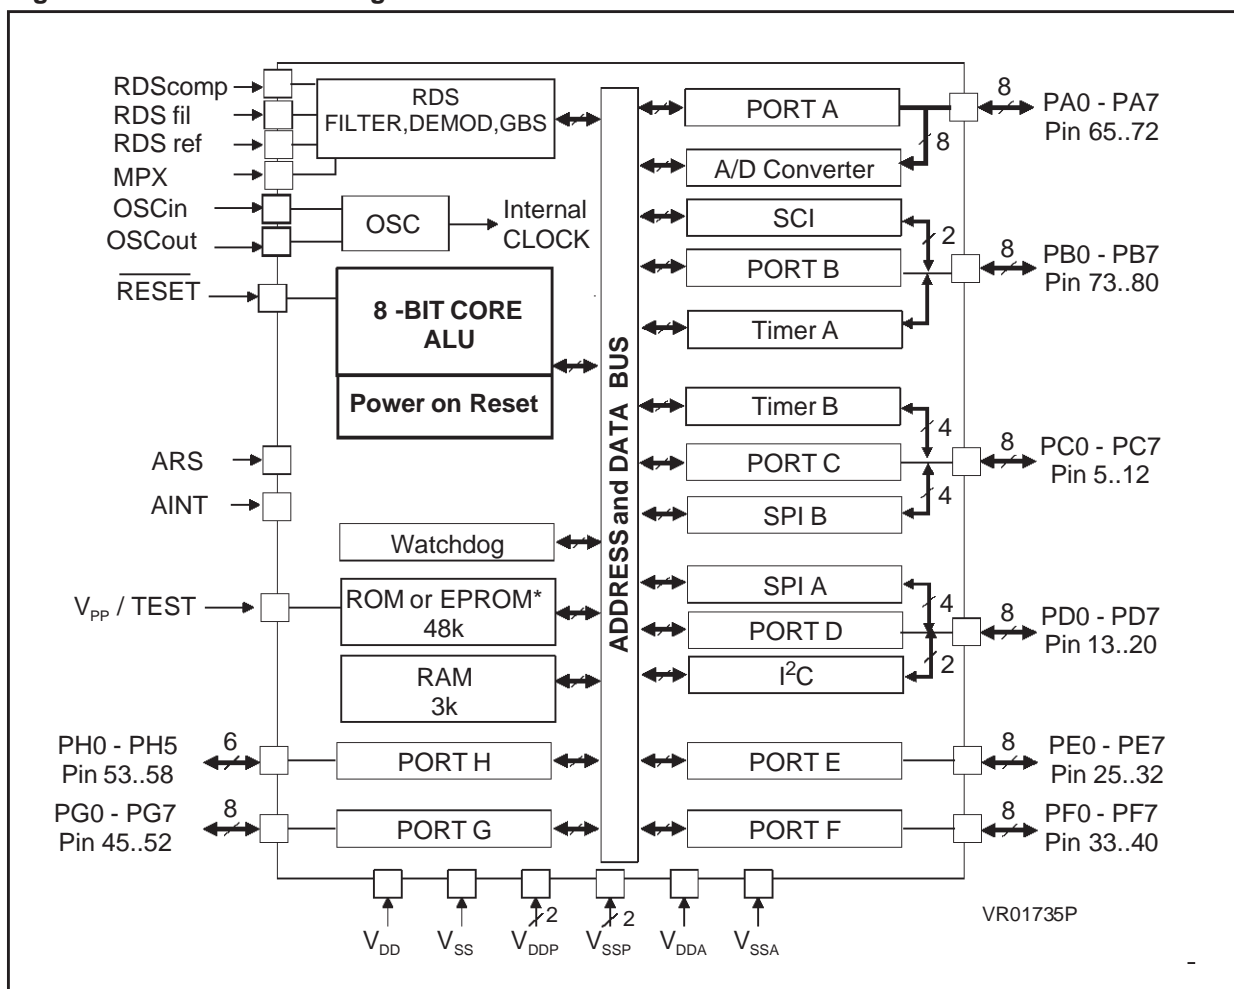 RDScomp
RDS fil
RDS ref
MPX
OSCin
OSCout
RESET
ARS
AINT
VPP / TEST
PH0 - PH5
Pin 53..58
6
PG0 - PG7
Pin 45..52
8
RDS
FILTER,DEMOD,GBS
OSC
Internal
CLOCK
8 -BIT CORE
ALU
Power on Reset
Watchdog
ROM or EPROM*
48k
RAM
3k
PORT H
PORT G
ADDRESS and DATA BUS
PORT A
8
A/D Converter
SCI
2
PORT B
Timer A
Timer B
4
PORT C
4
SPI B
SPI A
4
PORT D
2
I²C
PORT E
PORT F
8
PA0 - PA7
Pin 65..72
8
PB0 - PB7
Pin 73..80
8
PC0 - PC7
Pin 5..12
8
PD0 - PD7
Pin 13..20
8
PE0 - PE7
Pin 25..32
8
PF0 - PF7
Pin 33..40
VDD
VSS
2
VDDP
2
VSSP
VDDA
VSSA
VR01735P